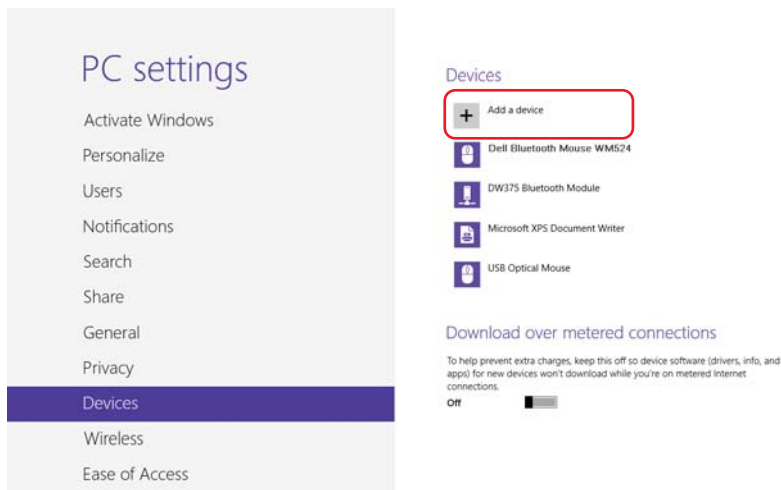 PC settings
Activate Windows
Personalize
Users
Notifications
Search
Share
General
Privacy
Devices
Wireless
Ease of Access
Devices
Add a device
Dell Bluetooth Mouse WM524
DW375 Bluetooth Module
Microsoft XPS Document Writer
USB Optical Mouse
Download over metered connections
To help prevent extra charges, keep this off so device software (drivers, info, and
apps) for new devices won't download while you're on metered Internet
connections.
Off